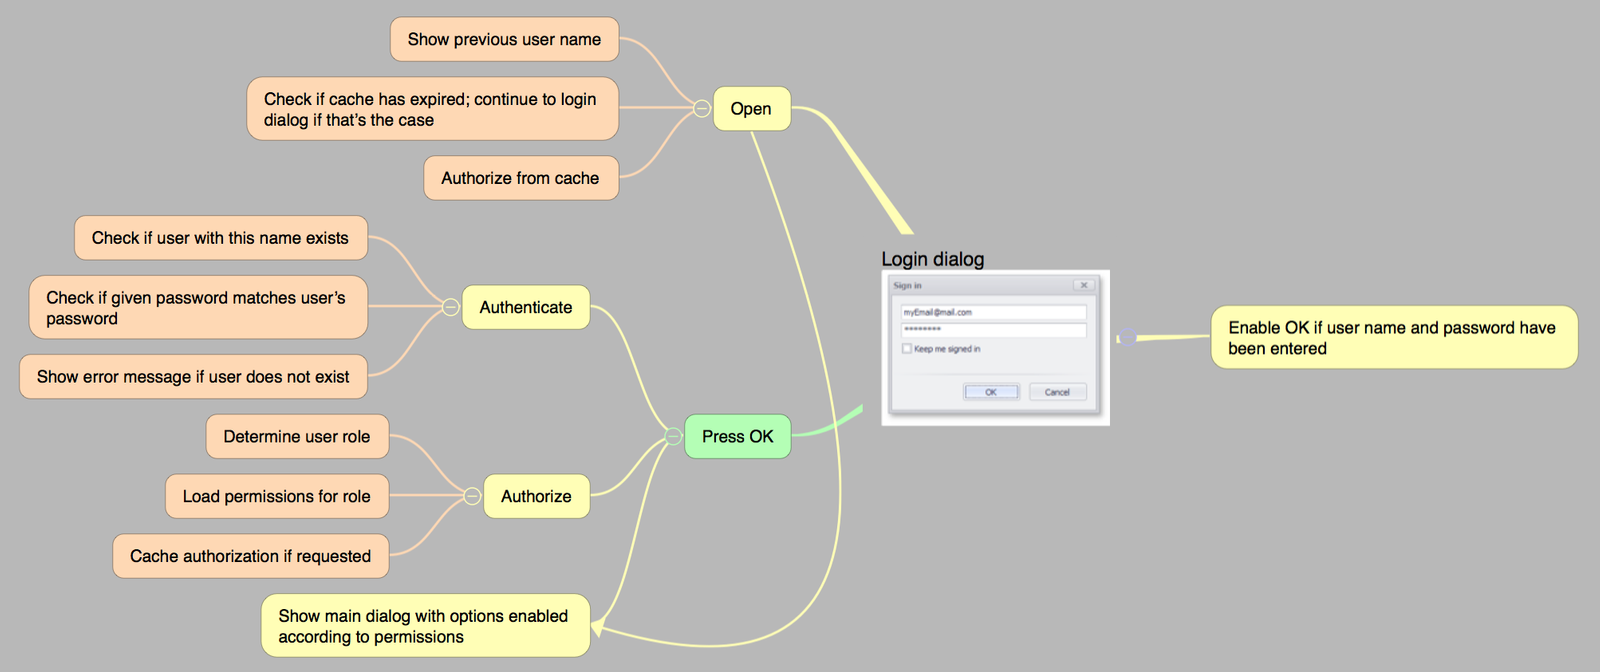 Show previous user name
Check if cache has expired; continue to login
dialog if that’s the case
Authorize from cache
Open
Check if user with this name exists
Check if given password matches user’s
password
Show error message if user does not exist
Authenticate
Determine user role
Load permissions for role
Cache authorization if requested
Authorize
Show main dialog with options enabled
according to permissions
Press OK
Login dialog
Sign in
myEmail@mail.com
********
Keep me signed in
OK
Cancel
Enable OK if user name and password have
been entered